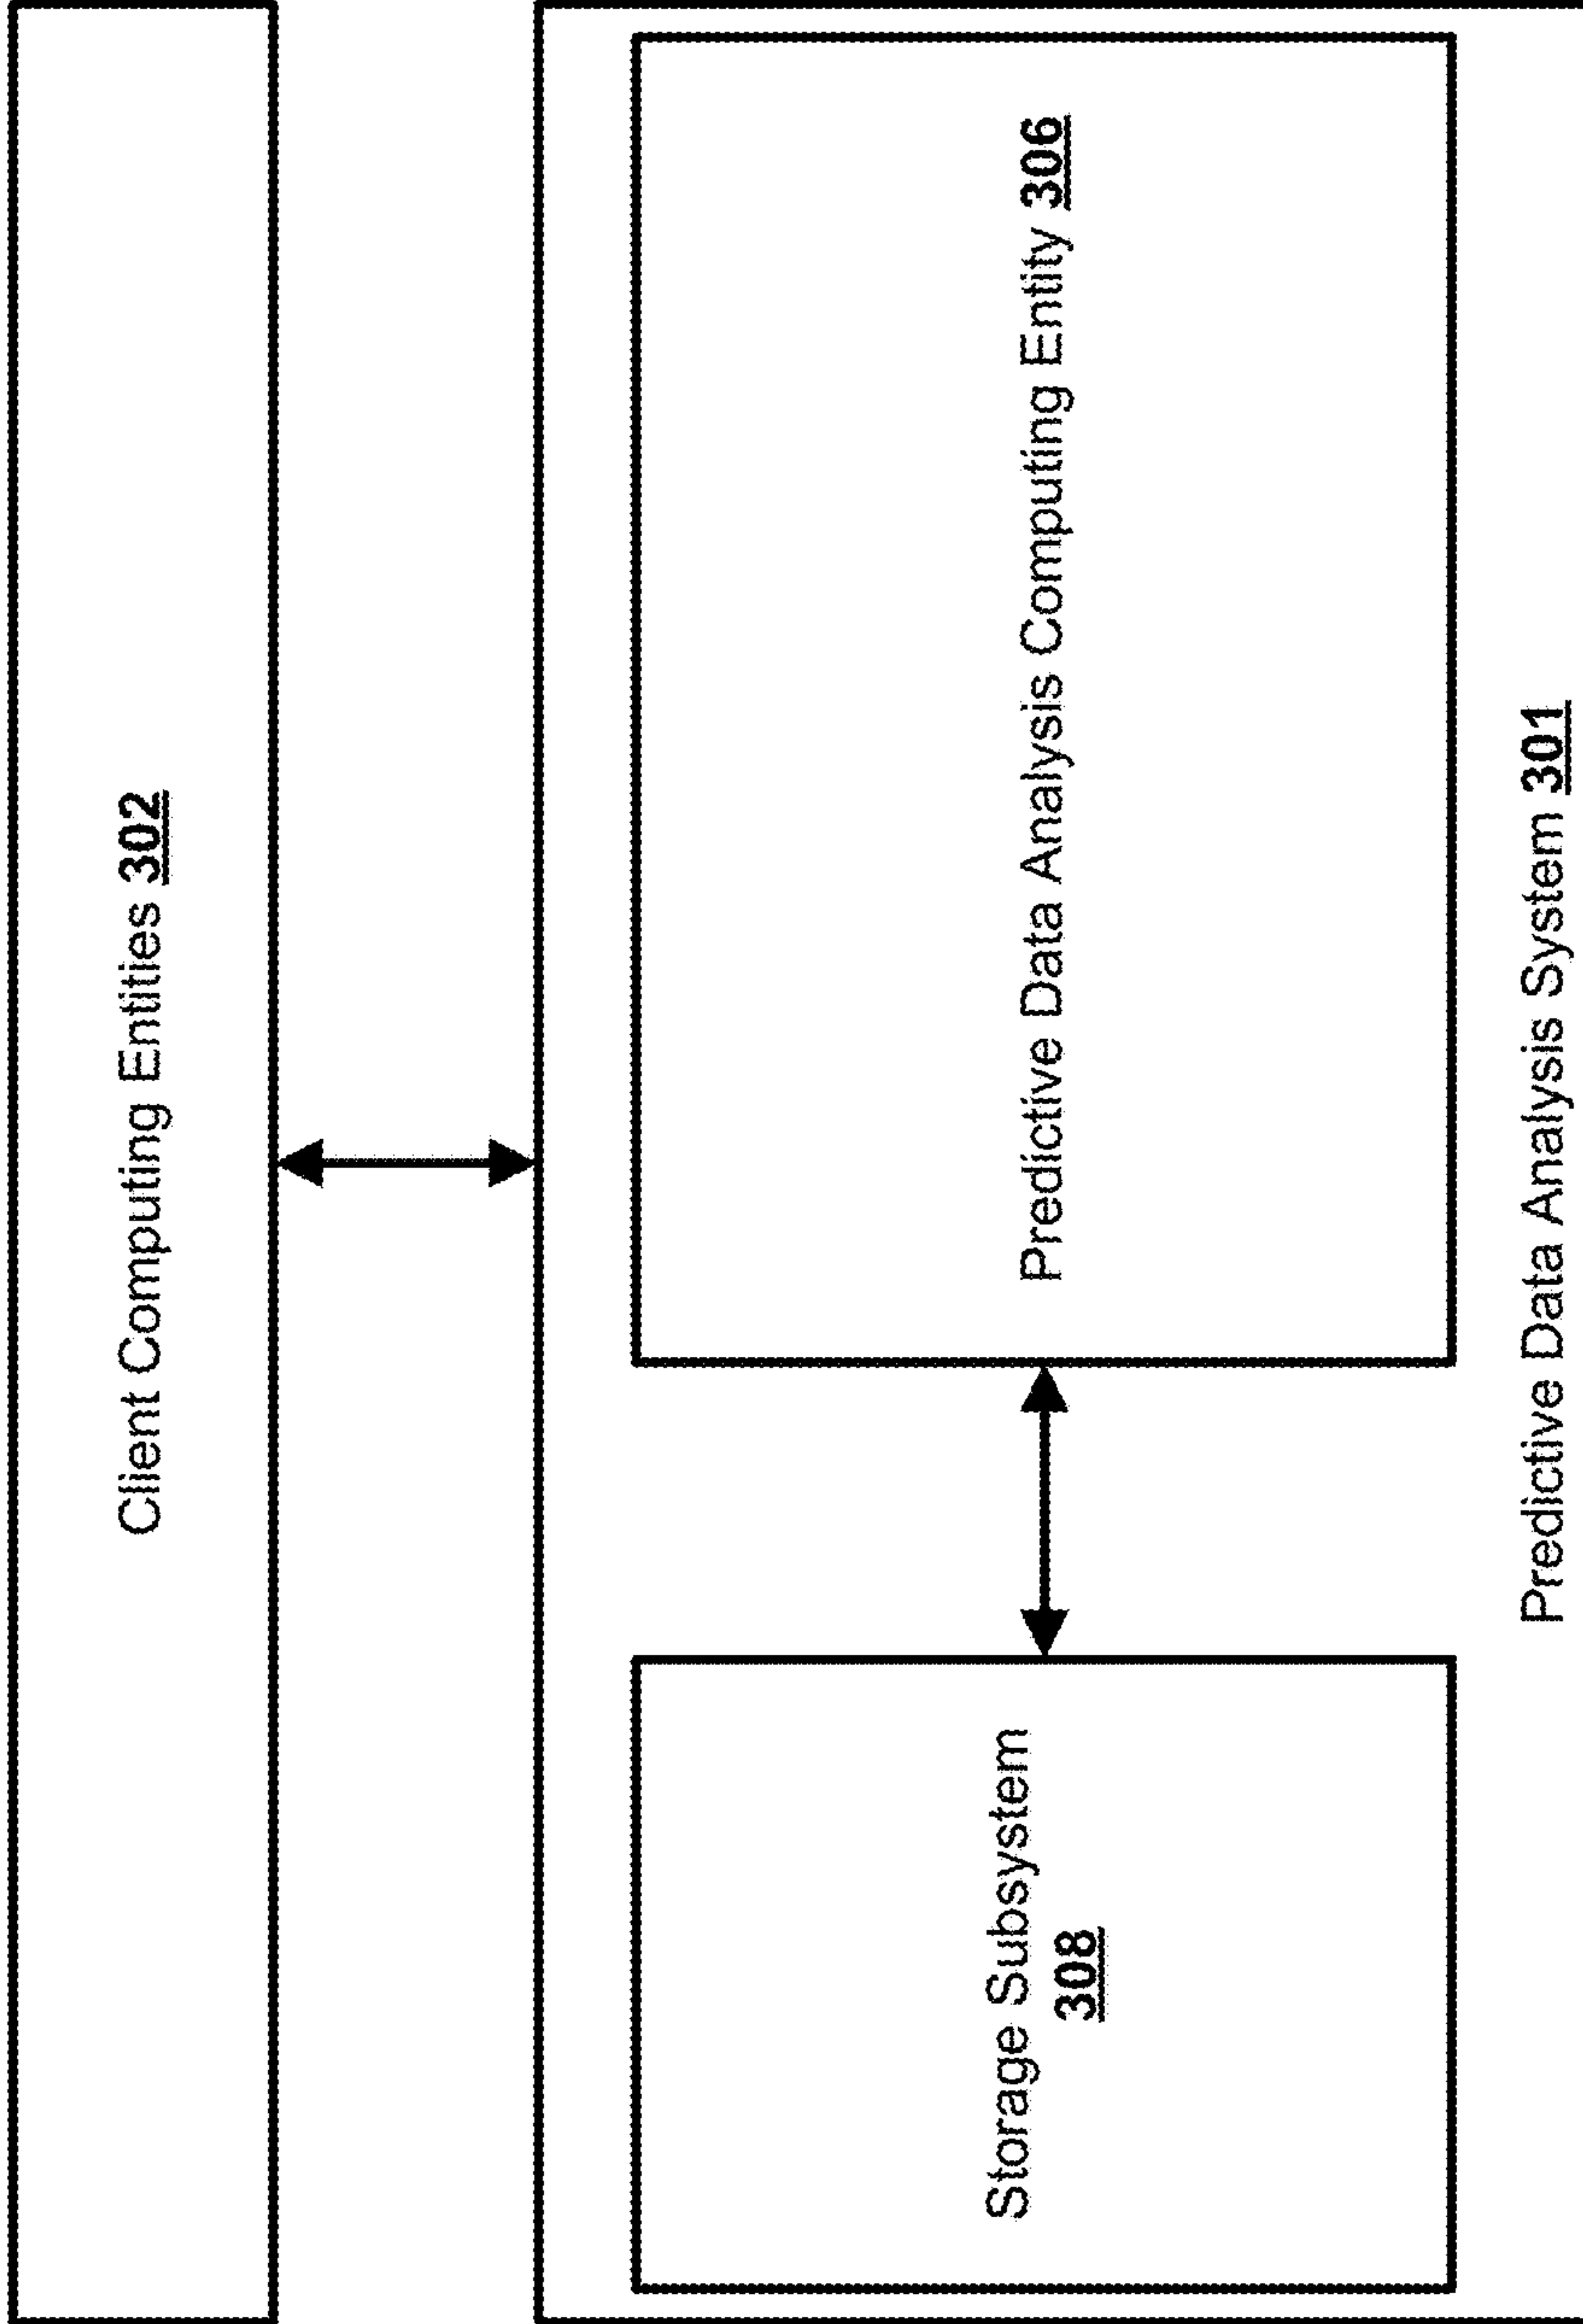 Client Computing Entities 302
Storage Subsystem
308
Predictive Data Analysis Computing Entity 306
Predictive Data Analysis System 301